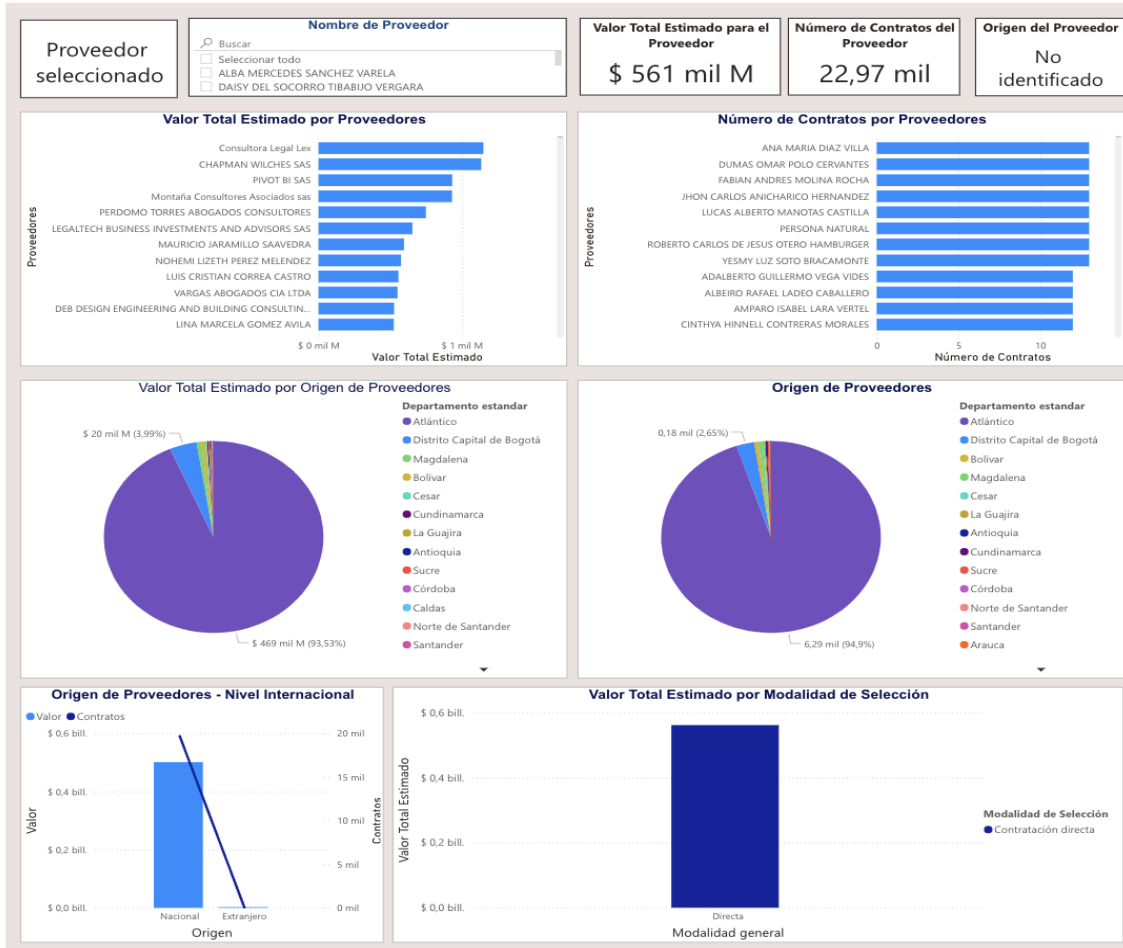 Proveedor
seleccionado
Nombre de Proveedor
Buscar
Seleccionar todo
ALBA MERCEDES SANCHEZ VARELA
DAISY DEL SOCORRO TIBABIJO VERGARA
Valor Total Estimado para el
Proveedor
$ 561 mil M
Número de Contratos del
Proveedor
22,97 mil
Origen del Proveedor
No
identificado
Valor Total Estimado por Proveedores
Proveedores
Consultora Legal Lex
CHAPMAN WILCHES SAS
PIVOT BI SAS
Montaña Consultores Asociados sas
PERDOMO TORRES ABOGADOS CONSULTORES
LEGALTECH BUSINESS INVESTMENTS AND ADVISORS SAS
MAURICIO JARAMILLO SAAVEDRA
NOHEMI LIZETH PEREZ MELENDEZ
LUIS CRISTIAN CORREA CASTRO
VARGAS ABOGADOS CIA LTDA
DEB DESIGN ENGINEERING AND BUILDING CONSULTIN...
LINA MARCELA GOMEZ AVILA
$ 0 mil M $ 1 mil M
Valor Total Estimado
Número de Contratos por Proveedores
Proveedores
ANA MARIA DIAZ VILLA
DUMAS OMAR POLO CERVANTES
FABIAN ANDRES MOLINA ROCHA
JHON CARLOS ANICHARICO HERNANDEZ
LUCAS ALBERTO MANOTAS CASTILLA
PERSONA NATURAL
ROBERTO CARLOS DE JESUS OTERO HAMBURGER
YESMY LUZ SOTO BRACAMONTE
ADALBERTO GUILLERMO VEGA VIDES
ALBEIRO RAFAEL LADEO CABALLERO
AMPARO ISABEL LARA VERTEL
CINTHYA HINNELL CONTRERAS MORALES
0 5 10
Número de Contratos
Valor Total Estimado por Origen de Proveedores
$ 20 mil M (3,99%)
$ 469 mil M (93,53%)
Departamento estandar
Atlántico
Distrito Capital de Bogotá
Magdalena
Bolívar
Cesar
Cundinamarca
La Guajira
Antioquia
Sucre
Córdoba
Caldas
Norte de Santander
Santander
Origen de Proveedores
0,18 mil (2,65%)
6,29 mil (94,9%)
Departamento estandar
Atlántico
Distrito Capital de Bogotá
Bolívar
Magdalena
Cesar
La Guajira
Antioquia
Cundinamarca
Sucre
Córdoba
Norte de Santander
Santander
Arauca
Origen de Proveedores - Nivel Internacional
Valor Contratos
Valor
$ 0,6 bill.
$ 0,4 bill.
$ 0,2 bill.
$ 0,0 bill.
20 mil
15 mil
10 mil
5 mil
0 mil
Contratos
Nacional Extranjero
Origen
Valor Total Estimado por Modalidad de Selección
Valor Total Estimado
$ 0,6 bill.
$ 0,4 bill.
$ 0,2 bill.
$ 0,0 bill.
Directa
Modalidad general
Modalidad de Selección
Contratación directa